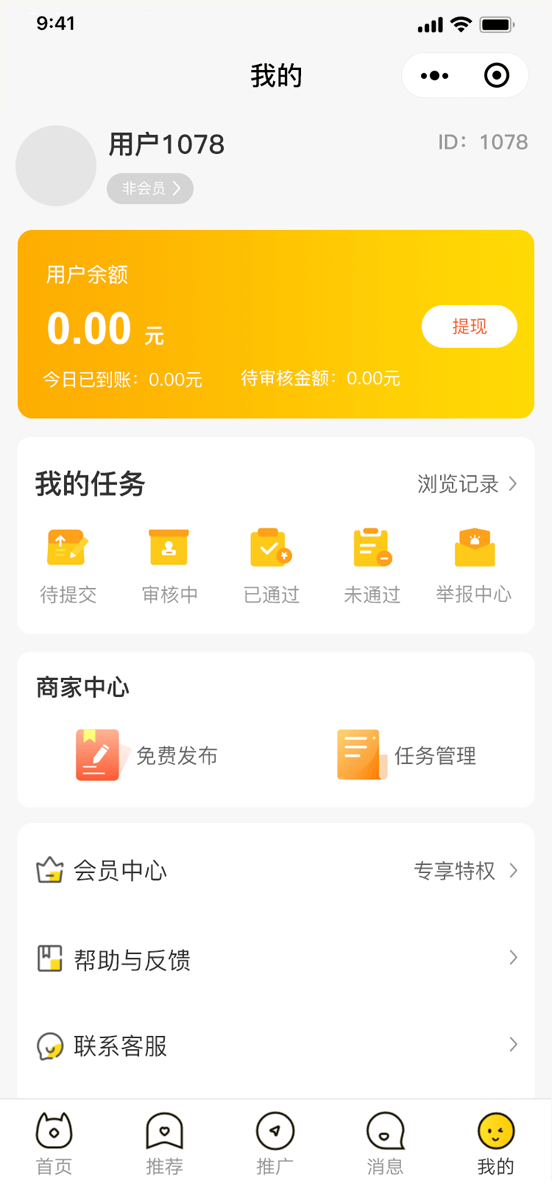 9:41
我的
用户1078
ID：1078
非会员
用户余额
0.00 元
提现
今日已到账：0.00元
待审核金额：0.00元
我的任务
浏览记录
待提交
审核中
已通过
未通过
举报中心
商家中心
免费发布
任务管理
会员中心
专享特权
帮助与反馈
联系客服
首页
推荐
推广
消息
我的